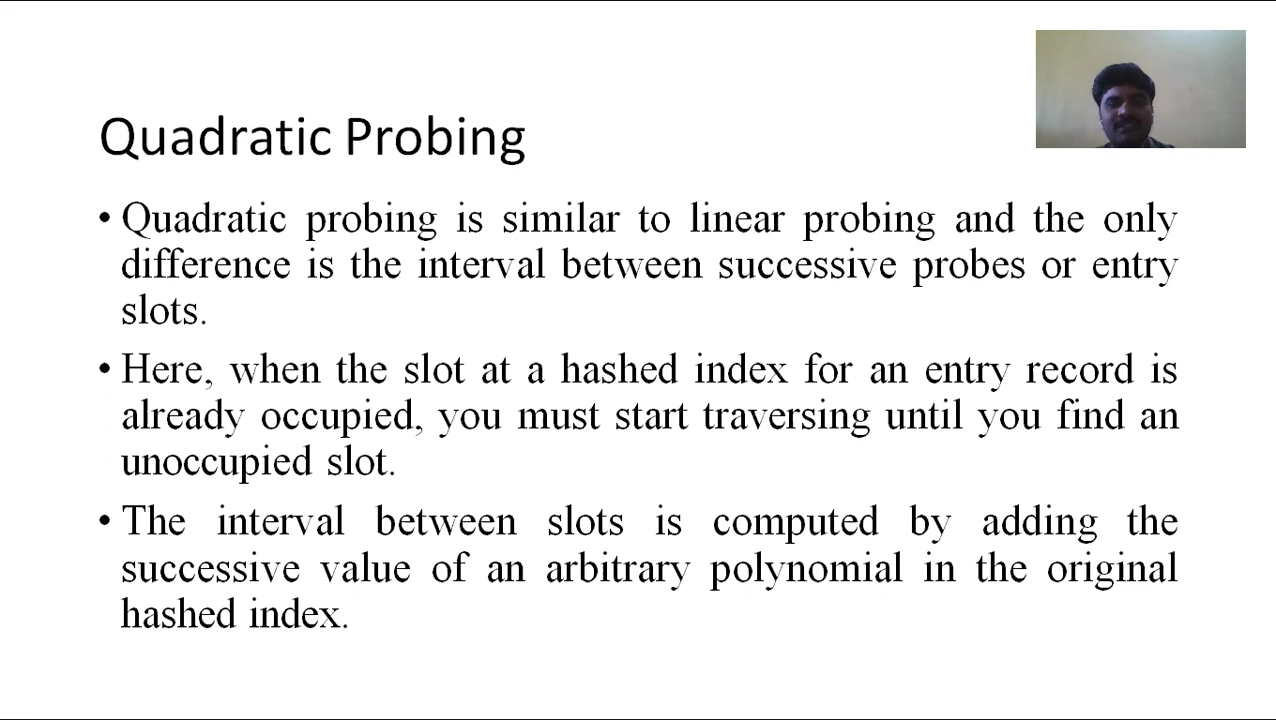 Quadratic Probing
• Quadratic probing is similar to linear probing and the only
difference is the interval between successive probes or entry
slots.
• Here, when the slot at a hashed index for an entry record is
already occupied, you must start traversing until you find an
unoccupied slot.
• The interval between slots is computed by adding the
successive value of an arbitrary polynomial in the original
hashed index.